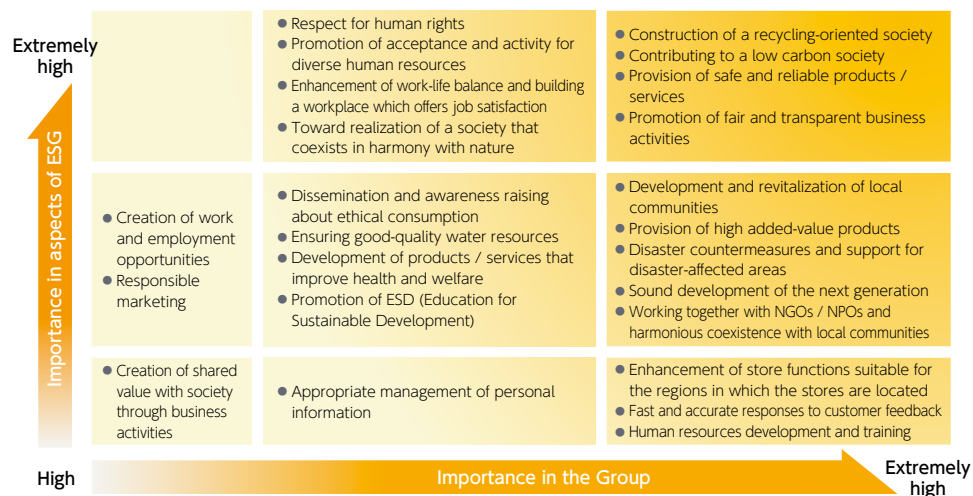 Extremely
high
Importance in aspects of ESG
● Respect for human rights
● Promotion of acceptance and activity for
diverse human resources
● Enhancement of work-life balance and building
a workplace which offers job satisfaction
● Toward realization of a society that
coexists in harmony with nature
● Construction of a recycling-oriented society
● Contributing to a low carbon society
● Provision of safe and reliable products /
services
● Promotion of fair and transparent business
activities
● Creation of work
and employment
opportunities
● Responsible
marketing
● Dissemination and awareness raising
about ethical consumption
● Ensuring good-quality water resources
● Development of products / services that
improve health and welfare
● Promotion of ESD (Education for
Sustainable Development)
● Development and revitalization of local
communities
● Provision of high added-value products
● Disaster countermeasures and support for
disaster-affected areas
● Sound development of the next generation
● Working together with NGOs / NPOs and
harmonious coexistence with local communities
● Creation of shared
value with society
through business
activities
● Appropriate management of personal
information
● Enhancement of store functions suitable for
the regions in which the stores are located
● Fast and accurate responses to customer feedback
● Human resources development and training
High
Importance in the Group
Extremely
high